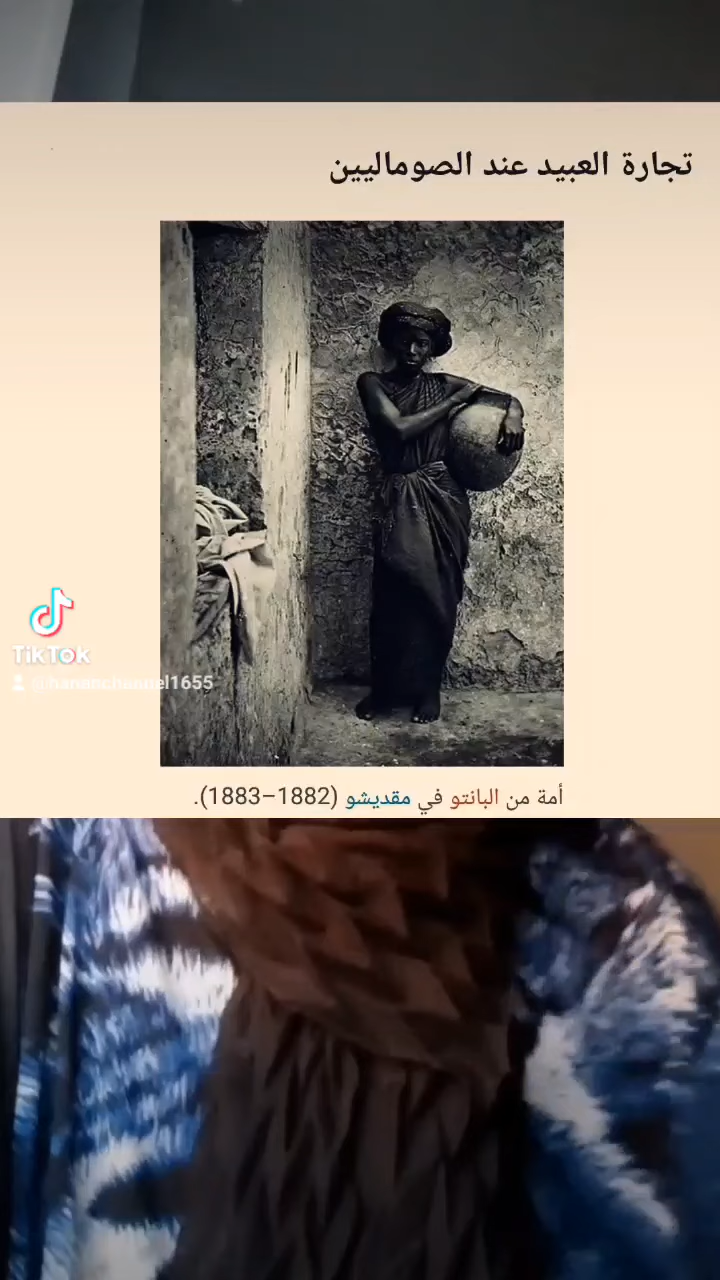 تجارة العبيد عند الصوماليين
TikTok
أمة من البانتو في مقديشو (1882–1883).